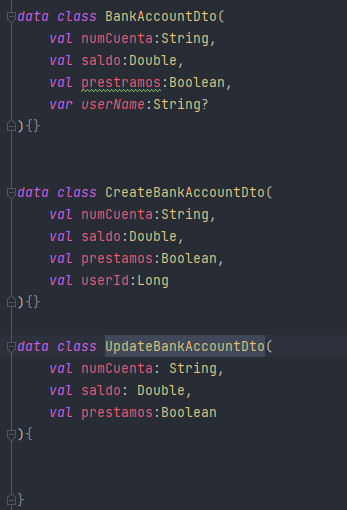 data class BankAccountDto(
    val numCuenta:String,
    val saldo:Double,
    val prestramos:Boolean,
    var userName:String?
){}
data class CreateBankAccountDto(
    val numCuenta:String,
    val saldo:Double,
    val prestamos:Boolean,
    val userId:Long
){}
data class UpdateBankAccountDto(
    val numCuenta: String,
    val saldo: Double,
    val prestamos:Boolean
){
}